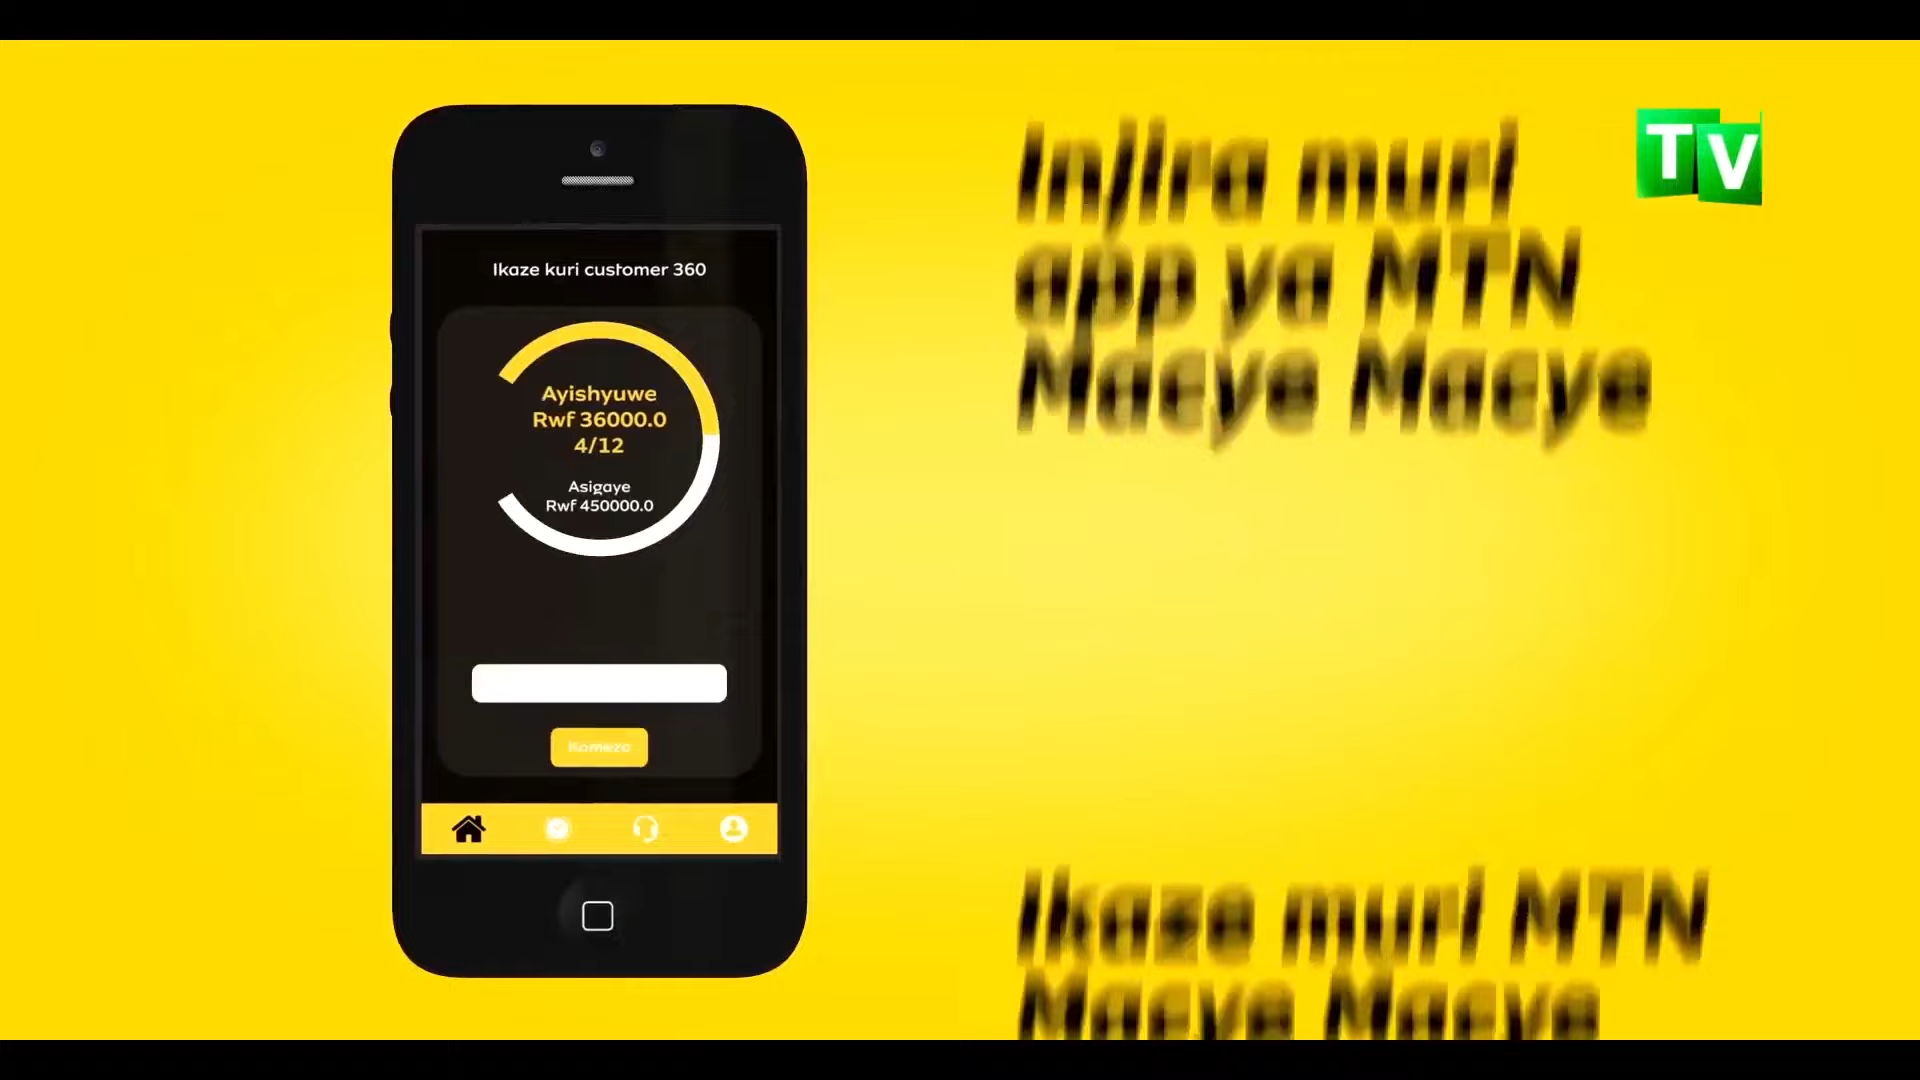 Ikaze kuri customer 360
Ayishyuwe
Rwf 36000.0
4/12
Asigaye
Rwf 450000.0
Komeza
Injira muri
app ya MTN
Macye Macye
TV
Ikaze muri MTN
Macye Macye